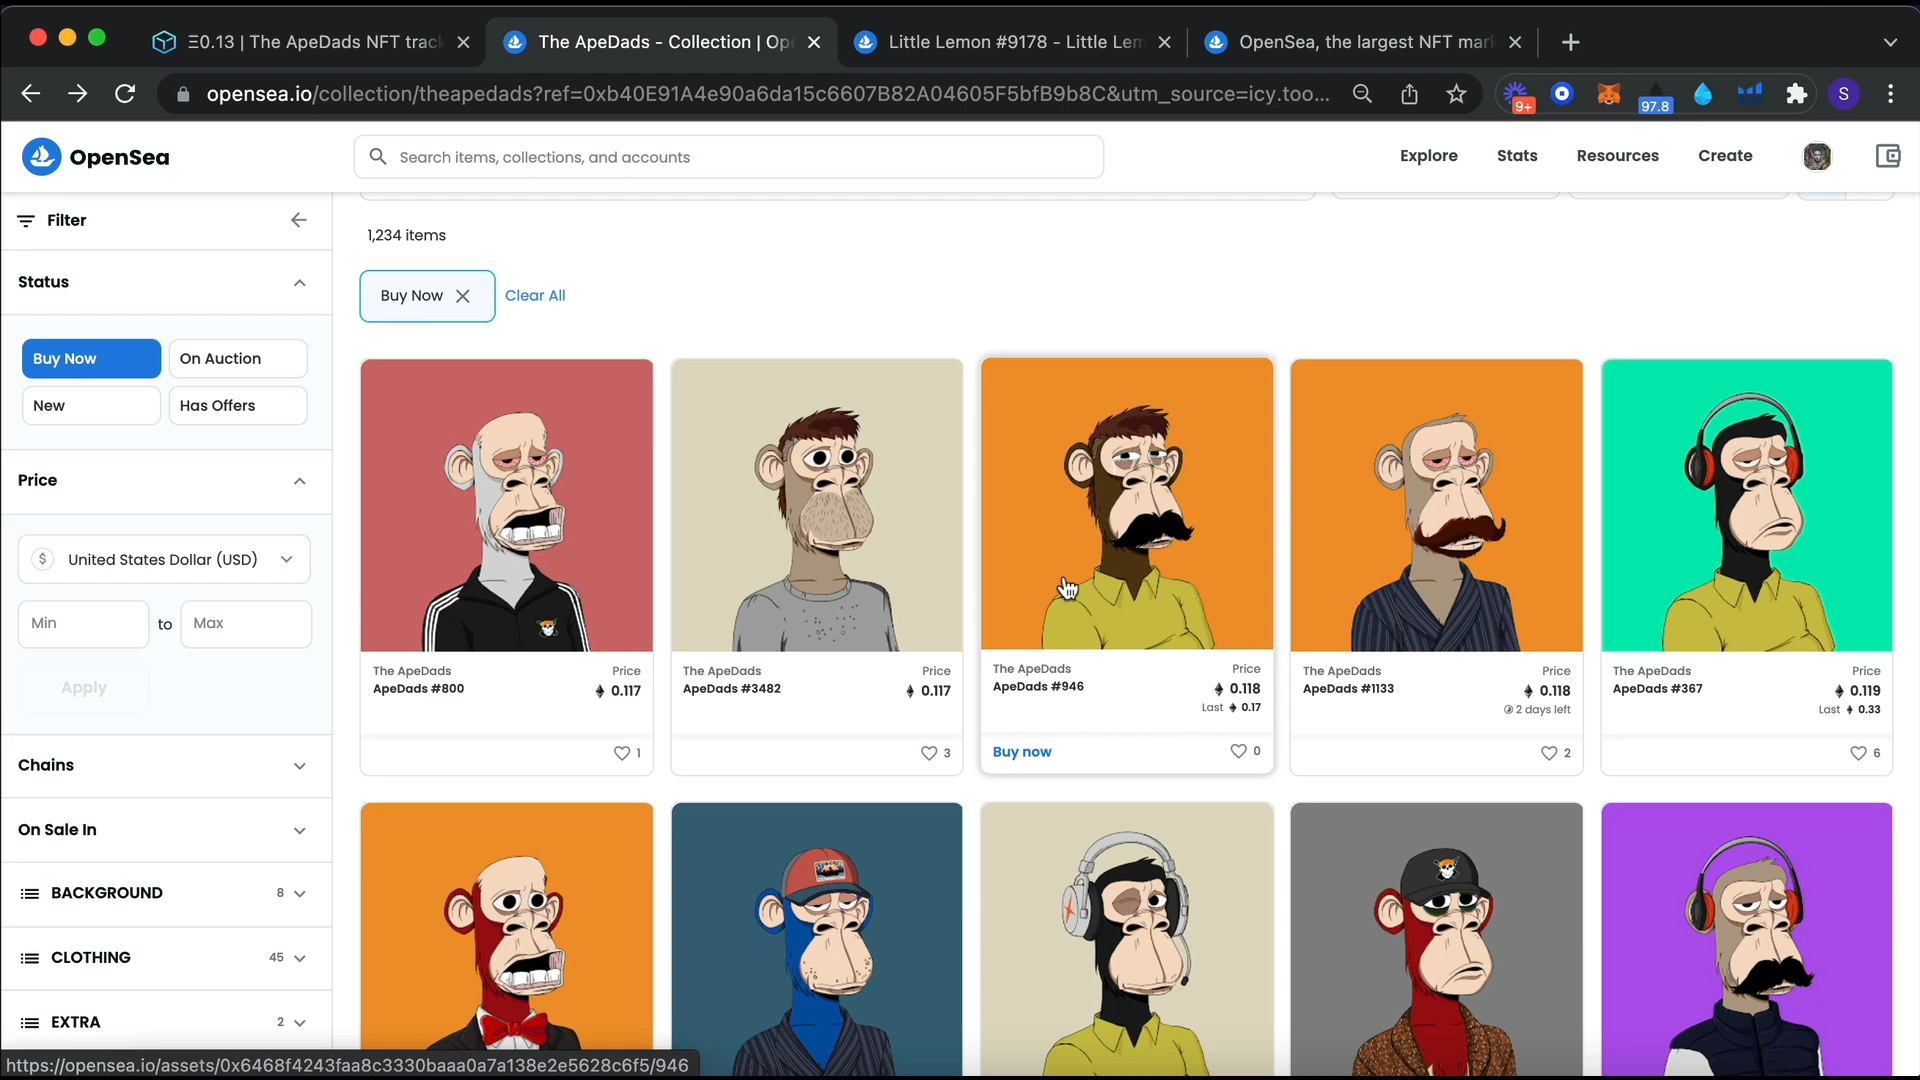 Ξ0.13 | The ApeDads NFT track
The ApeDads - Collection | Ope
Little Lemon #9178 - Little Lem
OpenSea, the largest NFT mark
opensea.io/collection/theapedads?ref=0xb40E91A4e90a6da15c6607B82A04605F5bfB9b8C&utm_source=icy.too...
9+
97.8
S
OpenSea
Search items, collections, and accounts
Explore
Stats
Resources
Create
Filter
1,234 items
Status
Buy Now
Clear All
Buy Now
On Auction
New
Has Offers
Price
$ United States Dollar (USD)
Min
to
Max
Apply
The ApeDads
Price
ApeDads #800
0.117
1
The ApeDads
Price
ApeDads #3482
0.117
3
The ApeDads
Price
ApeDads #946
0.118
Last 0.17
Buy now
0
The ApeDads
Price
ApeDads #1133
0.118
2 days left
2
The ApeDads
Price
ApeDads #367
0.119
Last 0.33
6
Chains
On Sale In
BACKGROUND
8
CLOTHING
45
EXTRA
2
https://opensea.io/assets/0x6468f4243faa8c3330baaa0a7a138e2e5628c6f5/946